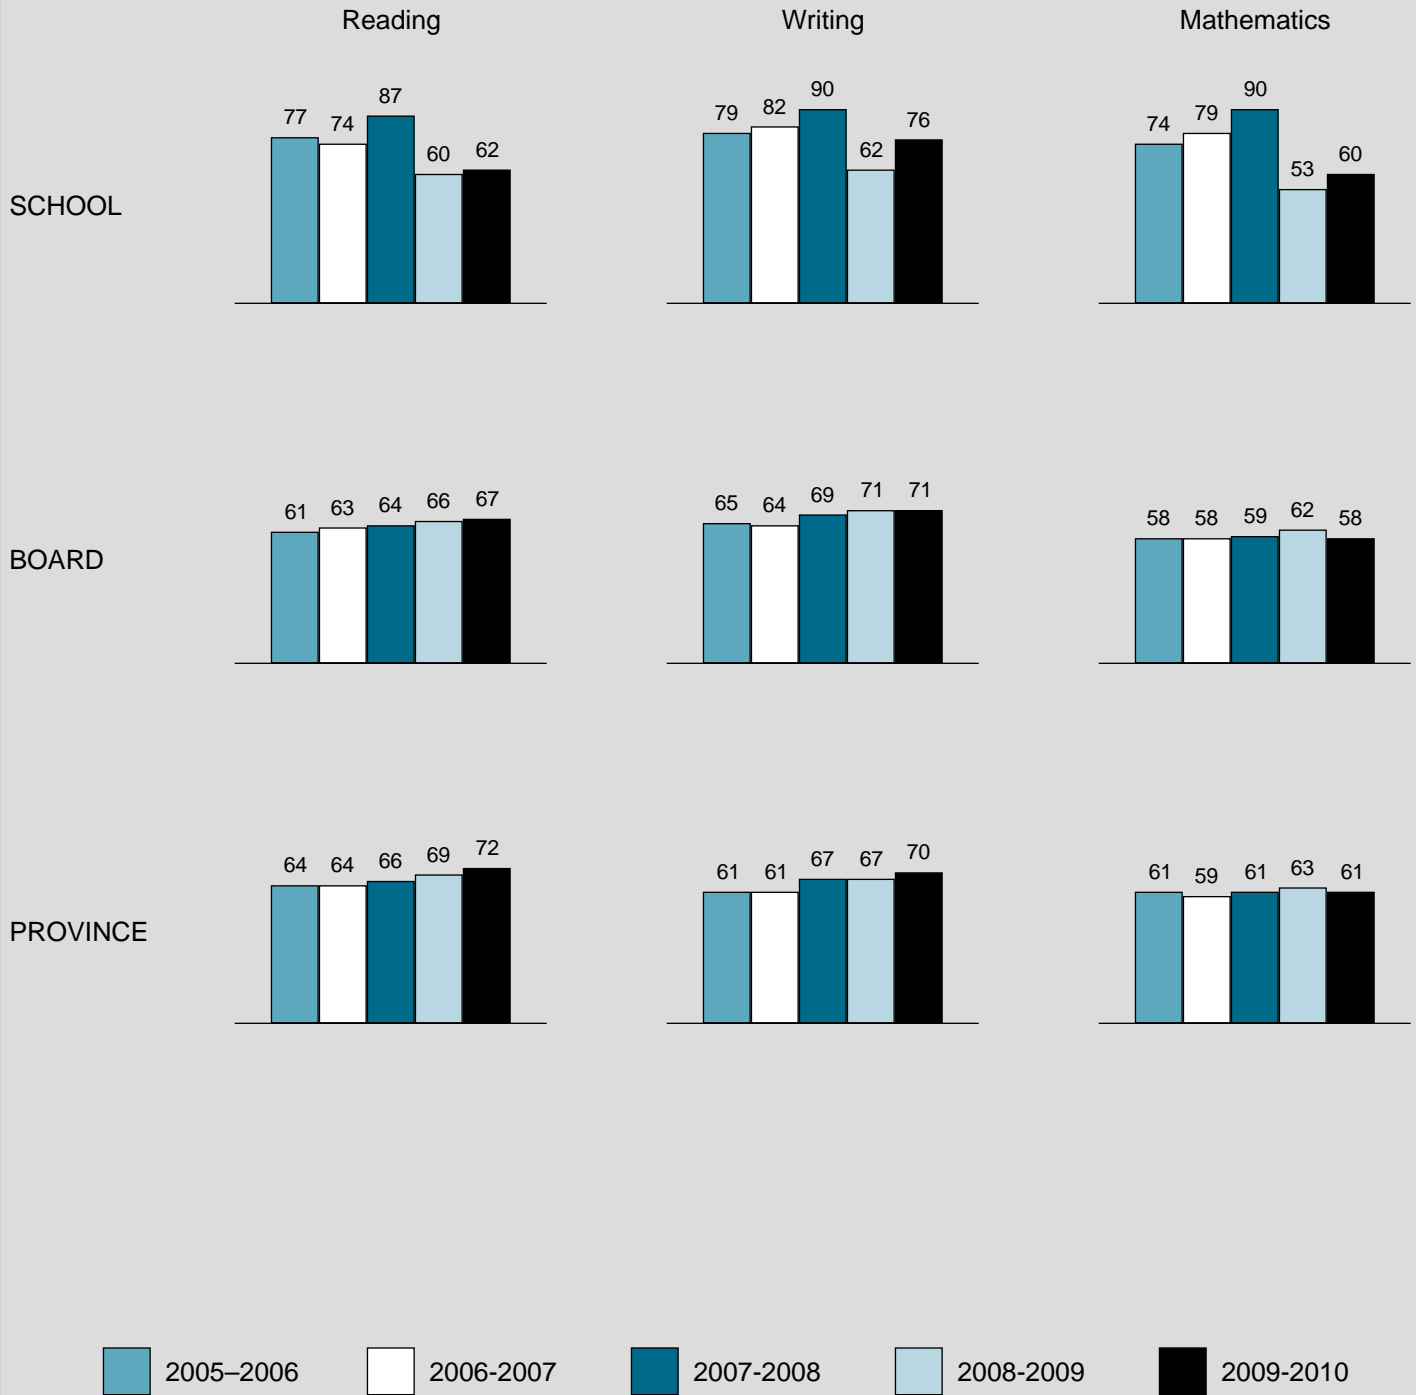 Reading Writing Mathematics
SCHOOL
77 74 87 60 62
79 82 90 62 76
74 79 90 53 60
BOARD
61 63 64 66 67
65 64 69 71 71
58 58 59 62 58
PROVINCE
64 64 66 69 72
61 61 67 67 70
61 59 61 63 61
2005–2006 2006-2007 2007-2008 2008-2009 2009-2010